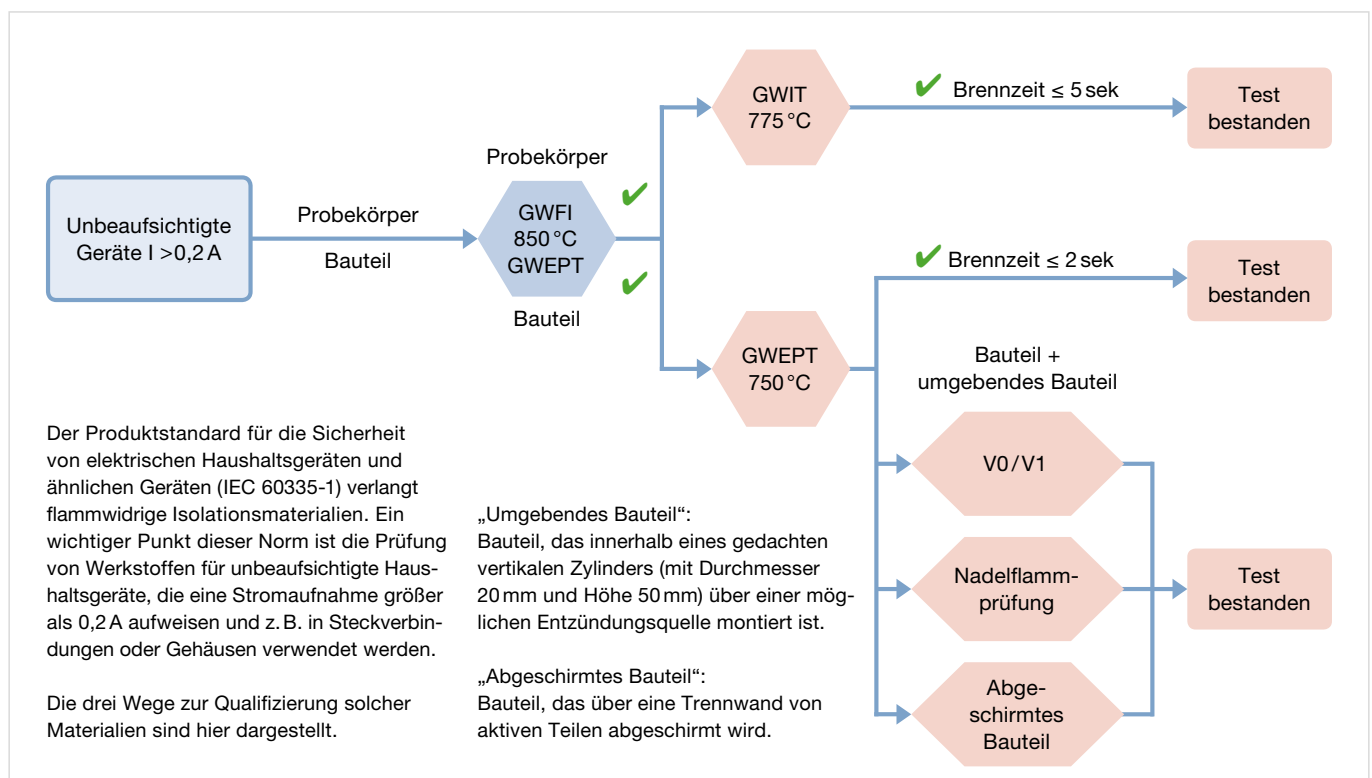 Unbeaufsichtigte
Geräte I >0,2 A
Probekörper
Bauteil
Probekörper
GWFI
850 °C
GWEPT
Bauteil
GWIT
775 °C
✔ Brennzeit ≤ 5 sek
Test
bestanden
GWEPT
750 °C
✔ Brennzeit ≤ 2 sek
Test
bestanden
Bauteil +
umgebendes Bauteil
V0 / V1
Nadelflamm-
prüfung
Abge-
schirmtes
Bauteil
Test
bestanden
Der Produktstandard für die Sicherheit
von elektrischen Haushaltsgeräten und
ähnlichen Geräten (IEC 60335-1) verlangt
flammwidrige Isolationsmaterialien. Ein
wichtiger Punkt dieser Norm ist die Prüfung
von Werkstoffen für unbeaufsichtigte Haus-
haltsgeräte, die eine Stromaufnahme größer
als 0,2 A aufweisen und z. B. in Steckverbin-
dungen oder Gehäusen verwendet werden.
Die drei Wege zur Qualifizierung solcher
Materialien sind hier dargestellt.
„Umgebendes Bauteil“:
Bauteil, das innerhalb eines gedachten
vertikalen Zylinders (mit Durchmesser
20 mm und Höhe 50 mm) über einer mög-
lichen Entzündungsquelle montiert ist.
„Abgeschirmtes Bauteil“:
Bauteil, das über eine Trennwand von
aktiven Teilen abgeschirmt wird.